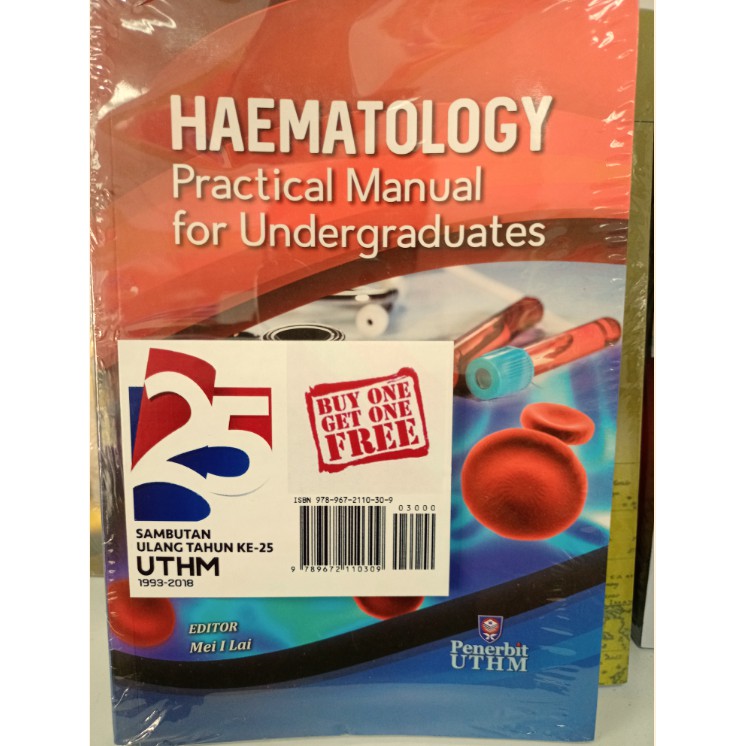 HAEMATOLOGY
Practical Manual
for Undergraduates
25
SAMBUTAN
ULANG TAHUN KE-25
UTHM
1993-2018
BUY ONE
GET ONE
FREE
ISBN 978-967-2110-30-9
03000
9 789672 110309
EDITOR
Mei I Lai
Penerbit
UTHM